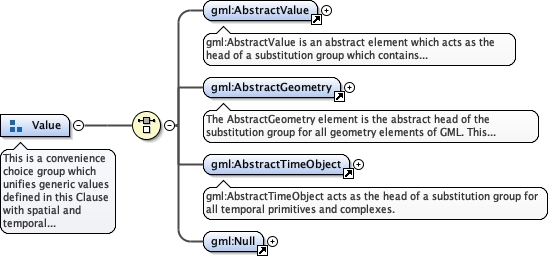 gml:AbstractValue
gml:AbstractValue is an abstract element which acts as the
head of a substitution group which contains...
gml:AbstractGeometry
The AbstractGeometry element is the abstract head of the
substitution group for all geometry elements of GML. This...
Value
This is a convenience
choice group which
unifies generic values
defined in this Clause
with spatial and
temporal...
gml:AbstractTimeObject
gml:AbstractTimeObject acts as the head of a substitution group for
all temporal primitives and complexes.
gml:Null